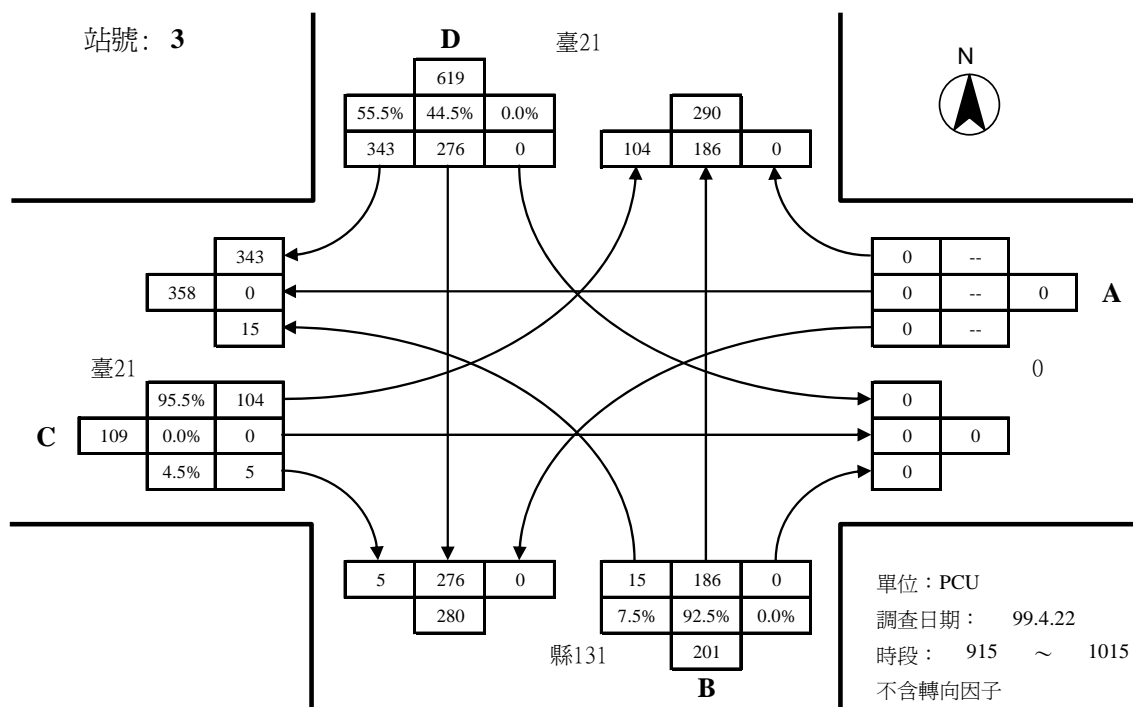 站號: 3
D
臺21
N
619
55.5% 44.5% 0.0%
343 276 0
290
104 186 0
343
358 0
15
0 --
0 -- 0
0 --
A
臺21
0
95.5% 104
109 0.0% 0
4.5% 5
C
0
0 0
0
5 276 0
280
15 186 0
7.5% 92.5% 0.0%
201
縣131
B
單位：PCU
調查日期： 99.4.22
時段： 915 ～ 1015
不含轉向因子